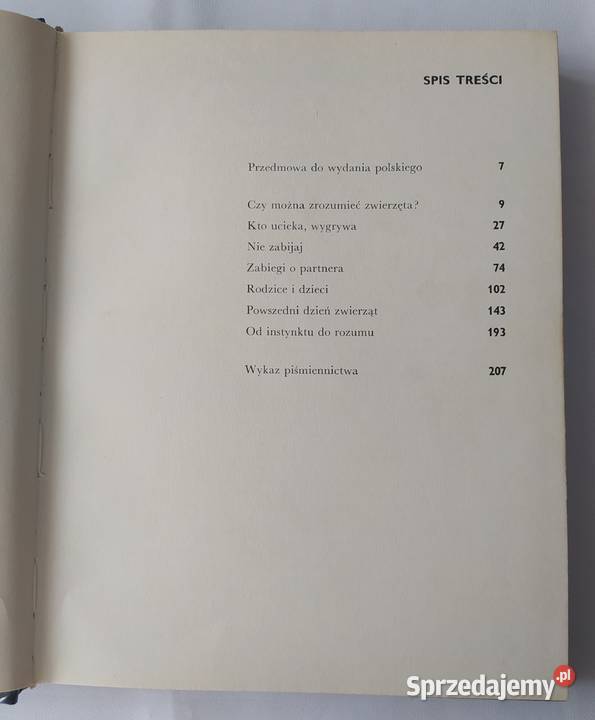 SPIS TREŚCI
Przedmowa do wydania polskiego 7
Czy można zrozumieć zwierzęta? 9
Kto ucieka, wygrywa 27
Nie zabijaj 42
Zabiegi o partnera 74
Rodzice i dzieci 102
Powszedni dzień zwierząt 143
Od instynktu do rozumu 193
Wykaz piśmiennictwa 207
Sprzedajemy.pl